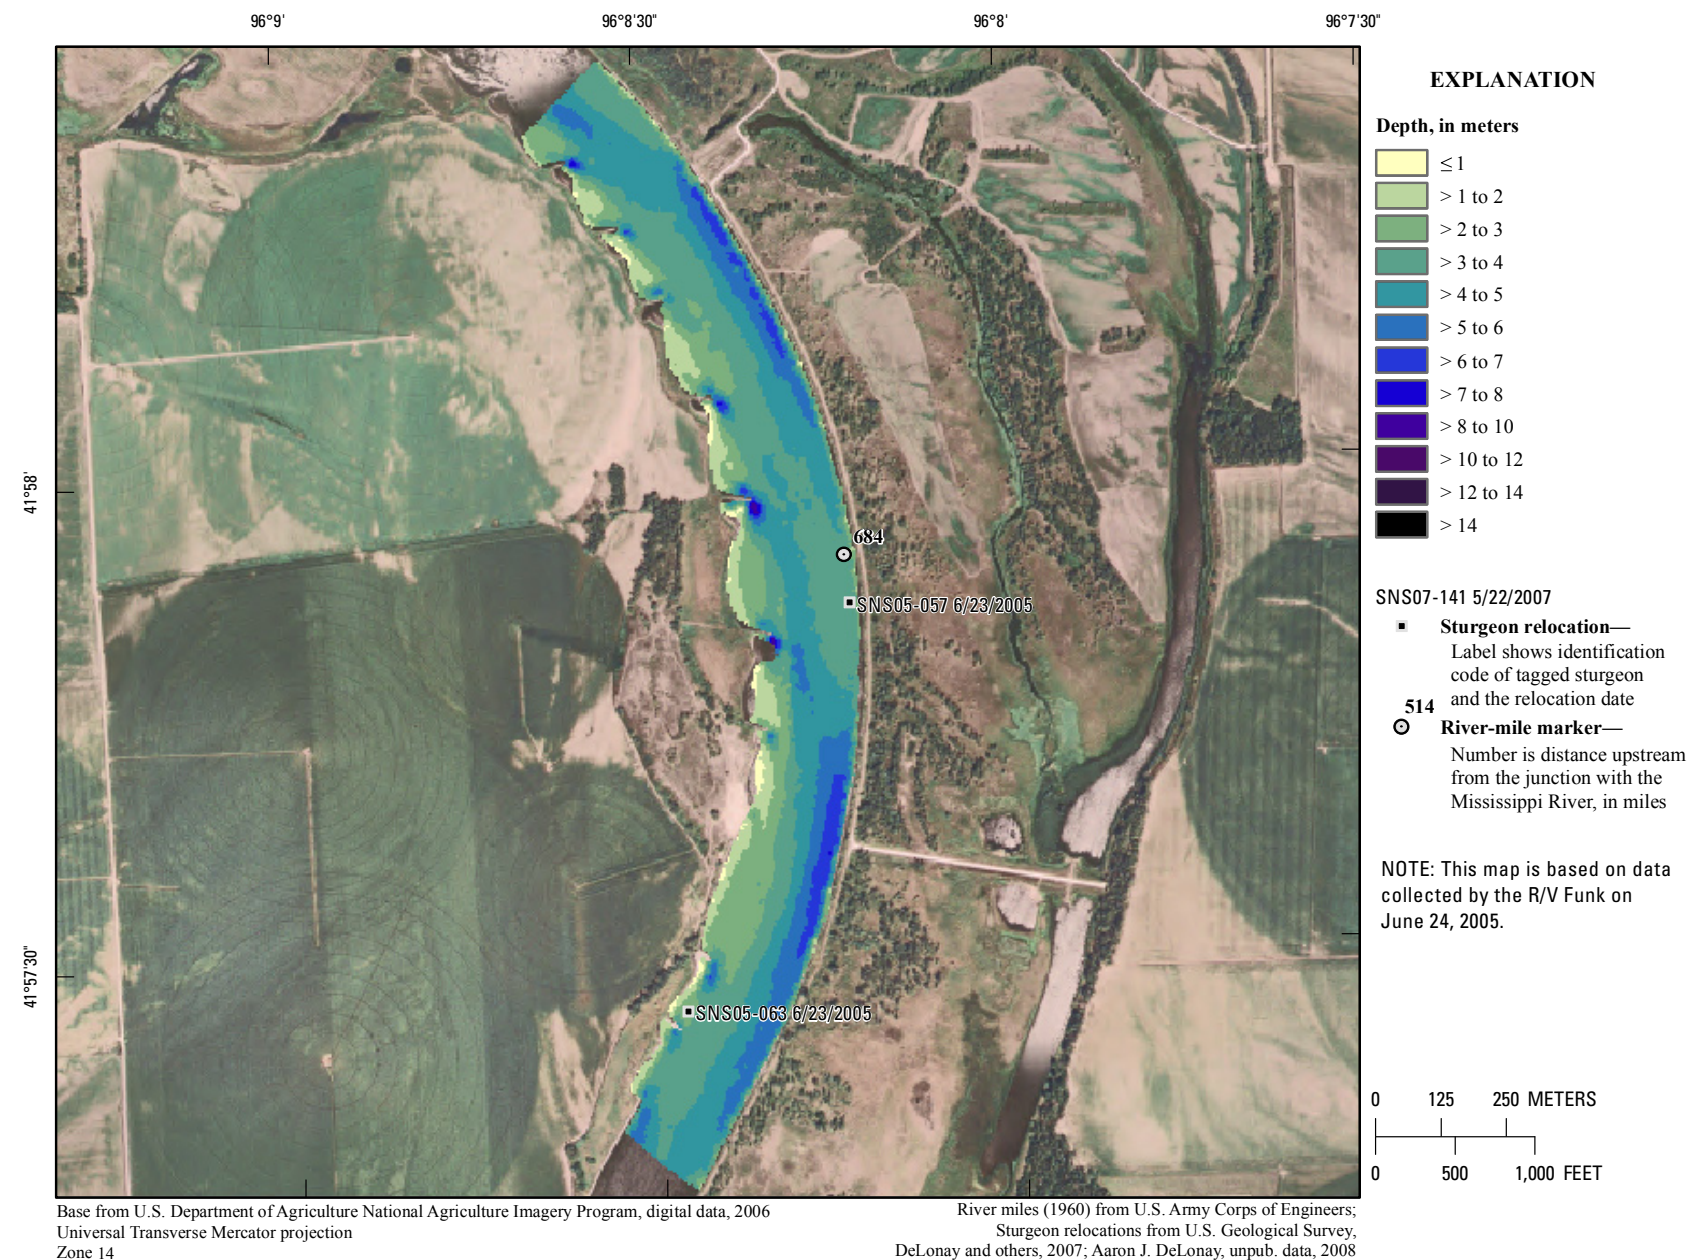 96°9'
96°8'30"
96°8'
96°7'30"
41°58'
41°57'30"
684
SNS05-057 6/23/2005
SNS05-063 6/23/2005
EXPLANATION
Depth, in meters
≤ 1
> 1 to 2
> 2 to 3
> 3 to 4
> 4 to 5
> 5 to 6
> 6 to 7
> 7 to 8
> 8 to 10
> 10 to 12
> 12 to 14
> 14
SNS07-141 5/22/2007
Sturgeon relocation—
Label shows identification
code of tagged sturgeon
and the relocation date
514
River-mile marker—
Number is distance upstream
from the junction with the
Mississippi River, in miles
NOTE: This map is based on data
collected by the R/V Funk on
June 24, 2005.
0 125 250 METERS
0 500 1,000 FEET
Base from U.S. Department of Agriculture National Agriculture Imagery Program, digital data, 2006
Universal Transverse Mercator projection
Zone 14
River miles (1960) from U.S. Army Corps of Engineers;
Sturgeon relocations from U.S. Geological Survey,
DeLonay and others, 2007; Aaron J. DeLonay, unpub. data, 2008